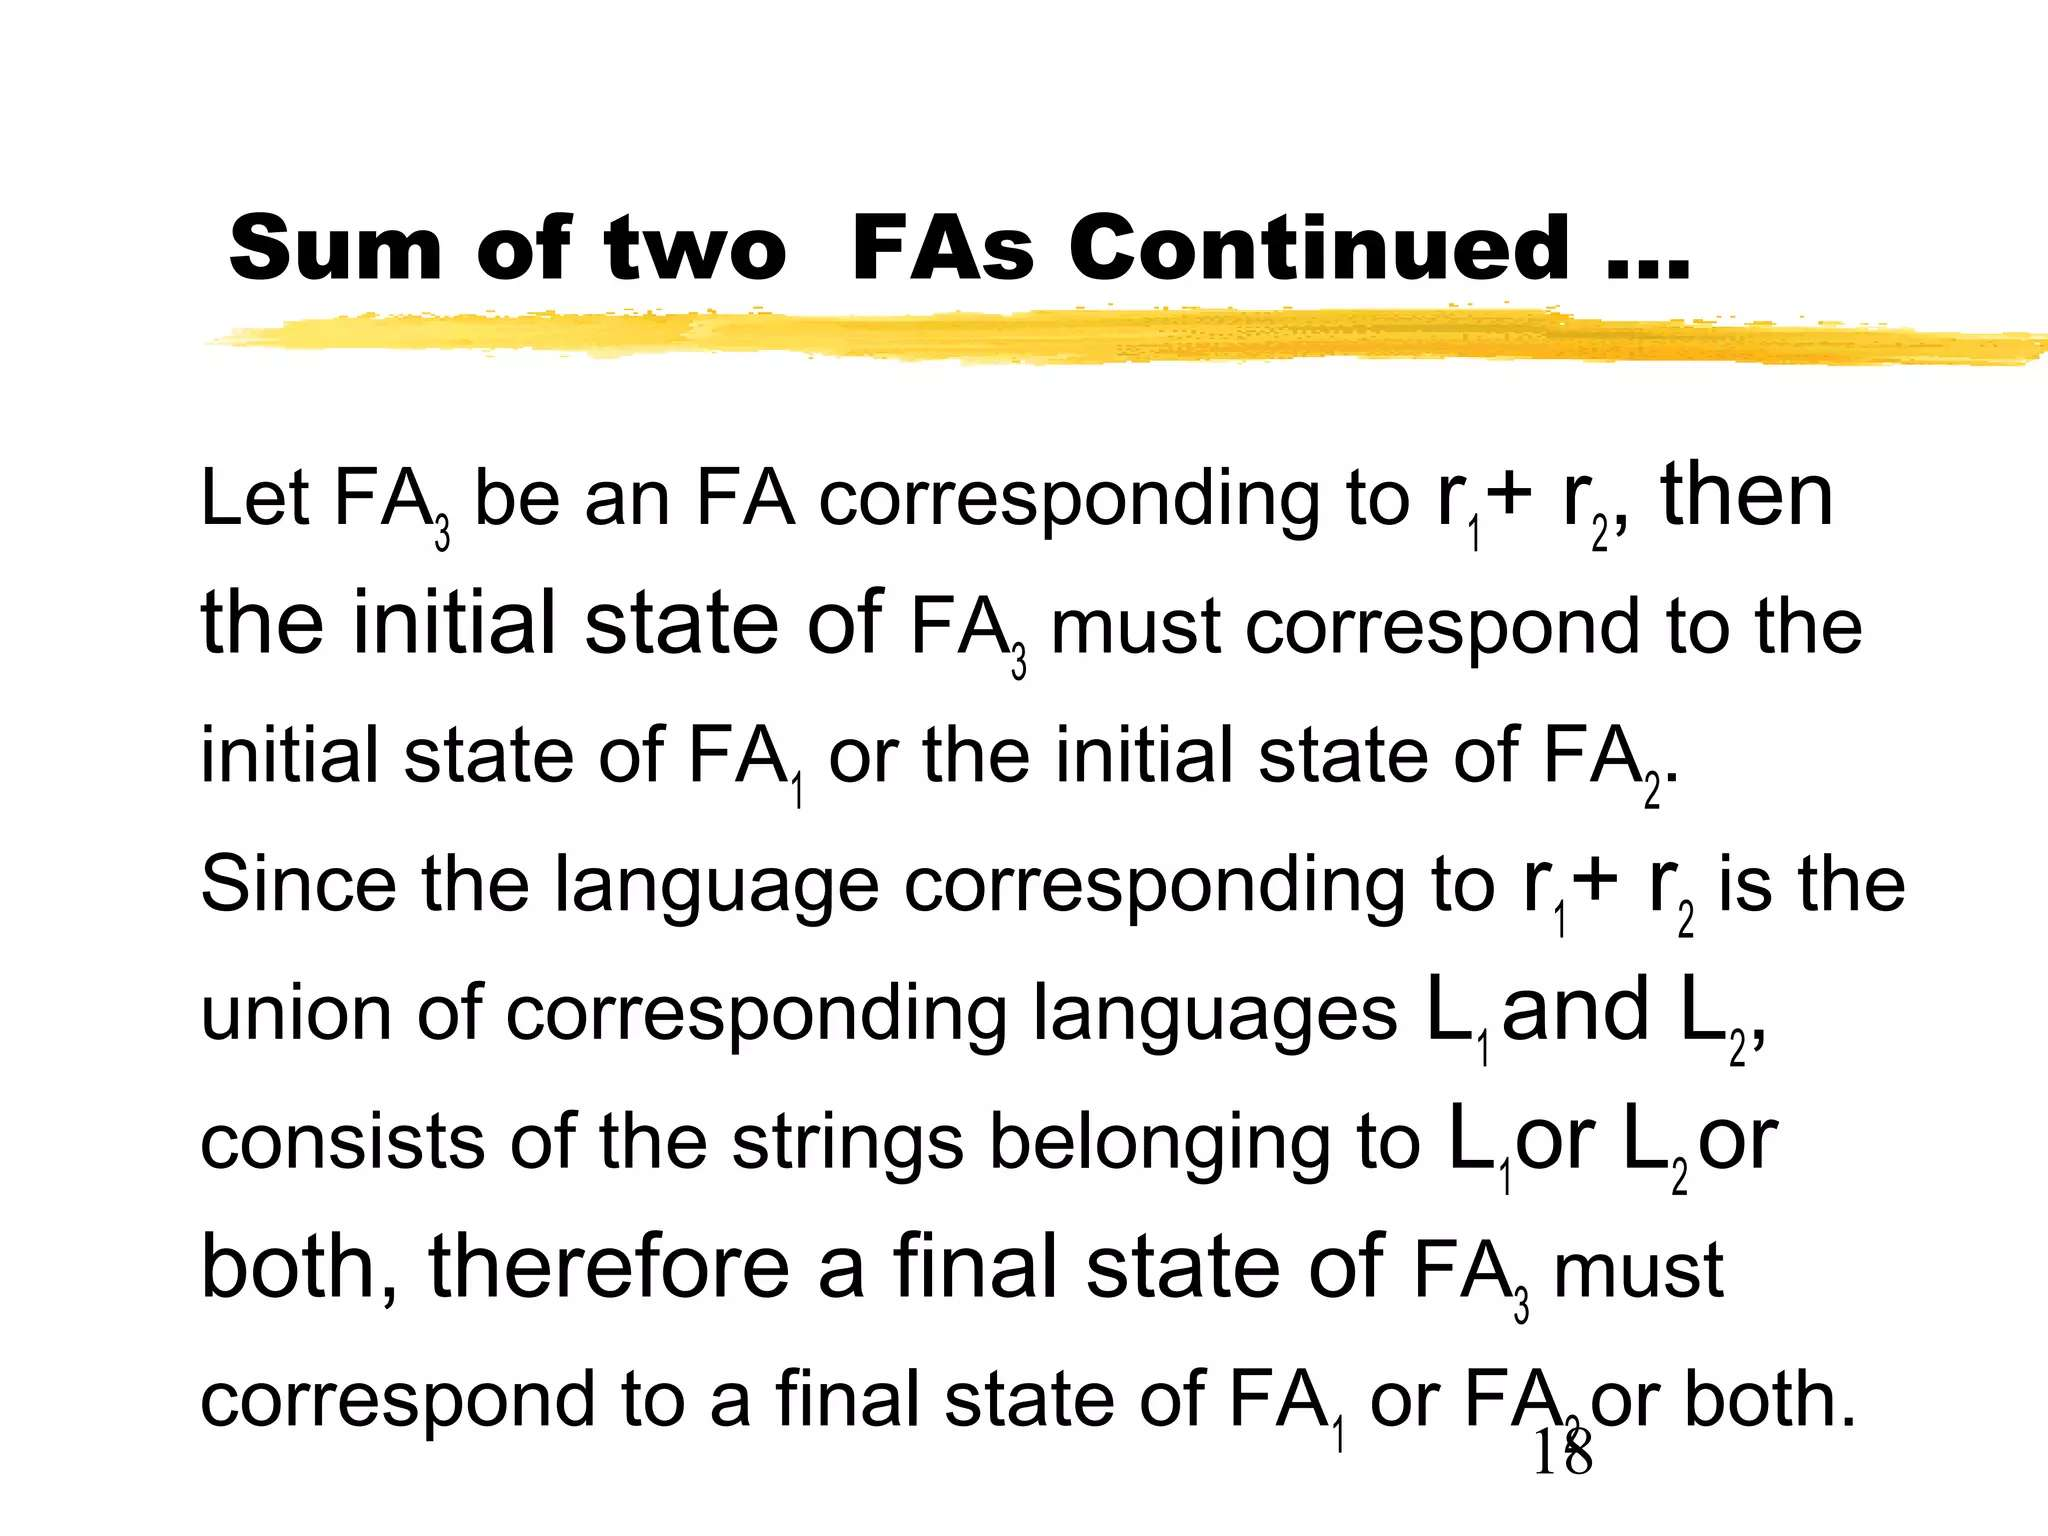 Sum of two  FAs Continued ...
Let FA₃ be an FA corresponding to r₁+ r₂, then
the initial state of FA₃ must correspond to the
initial state of FA₁ or the initial state of FA₂.
Since the language corresponding to r₁+ r₂ is the
union of corresponding languages L₁ and L₂,
consists of the strings belonging to L₁or L₂ or
both, therefore a final state of FA₃ must
correspond to a final state of FA₁ or FA₂ or both.
18